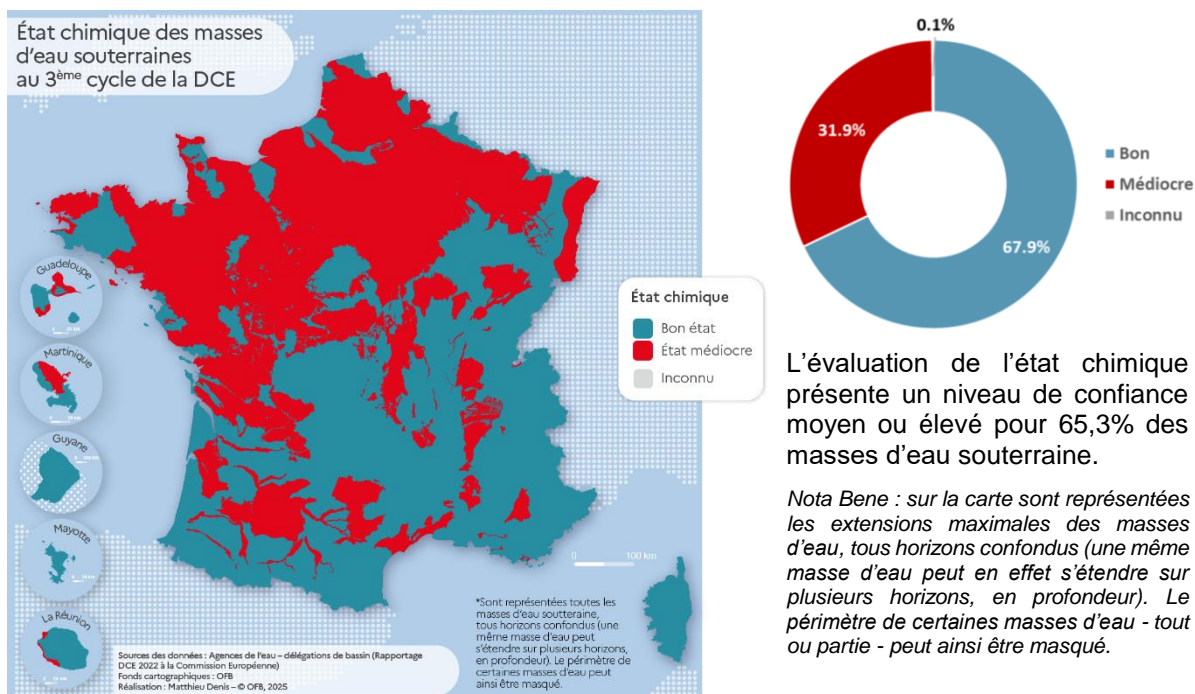 État chimique des masses
d'eau souterraines
au 3ème cycle de la DCE
Guadeloupe
Martinique
Guyane
Mayotte
La Réunion
État chimique
Bon état
État médiocre
Inconnu
0 100 km
*Sont représentées toutes les
masses d'eau soutteraine,
tous horizons confondus (une
même masse d'eau peut
s'étendre sur plusieurs horizons,
en profondeur). Le périmètre de
certaines masses d'eau peut
ainsi être masqué.
Sources des données : Agences de l'eau – délégations de bassin (Rapportage
DCE 2022 à la Commission Européenne)
Fonds cartographiques : OFB
Réalisation : Matthieu Denis – © OFB, 2025
0.1%
31.9%
67.9%
Bon
Médiocre
Inconnu
L'évaluation de l'état chimique
présente un niveau de confiance
moyen ou élevé pour 65,3% des
masses d'eau souterraine.
Nota Bene : sur la carte sont représentées
les extensions maximales des masses
d'eau, tous horizons confondus (une même
masse d'eau peut en effet s'étendre sur
plusieurs horizons, en profondeur). Le
périmètre de certaines masses d'eau - tout
ou partie - peut ainsi être masqué.